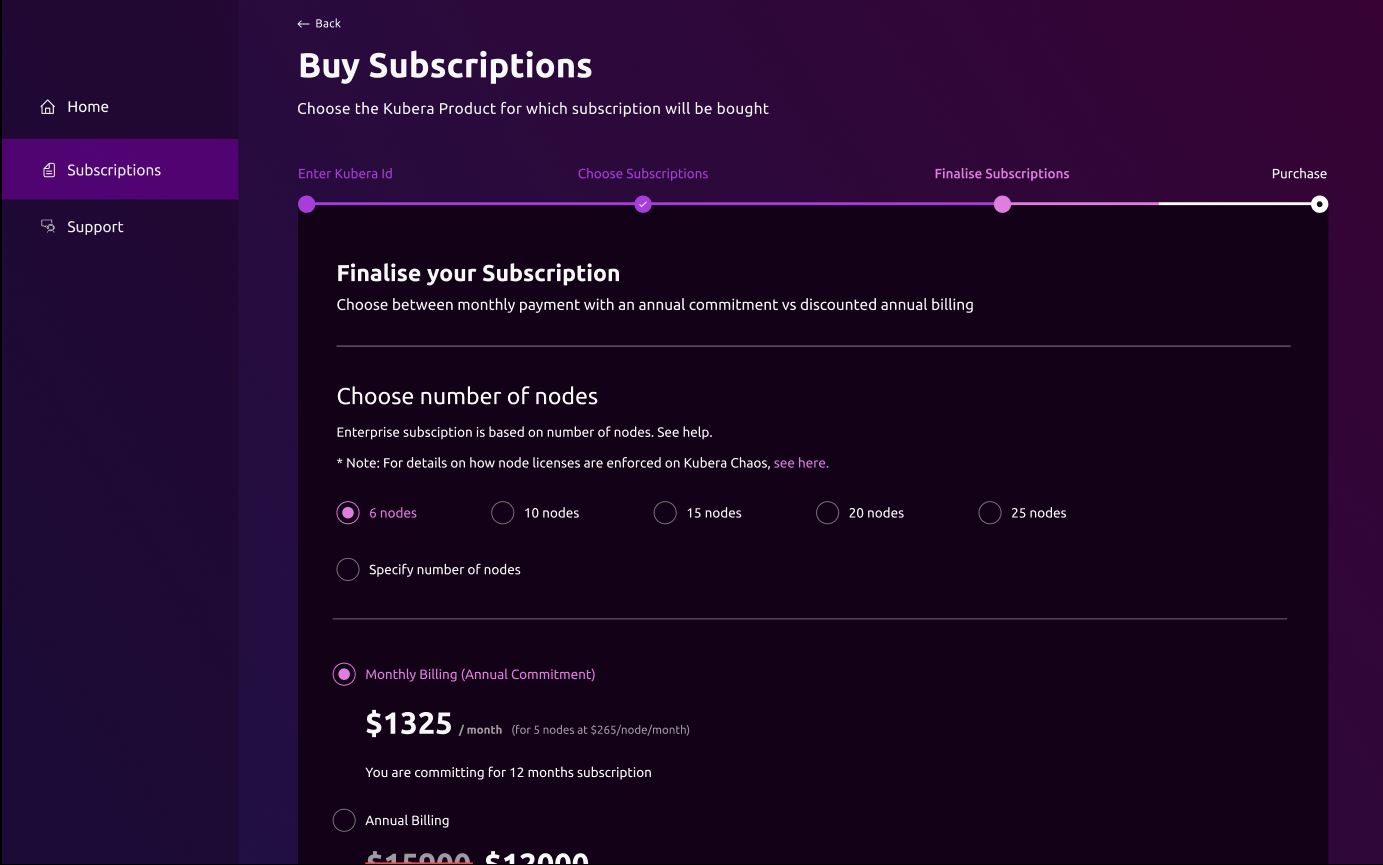 ← Back
Buy Subscriptions
Choose the Kubera Product for which subscription will be bought
Home
Subscriptions
Support
Enter Kubera Id
Choose Subscriptions
Finalise Subscriptions
Purchase
Finalise your Subscription
Choose between monthly payment with an annual commitment vs discounted annual billing
Choose number of nodes
Enterprise subsciption is based on number of nodes. See help.
* Note: For details on how node licenses are enforced on Kubera Chaos, see here.
6 nodes
10 nodes
15 nodes
20 nodes
25 nodes
Specify number of nodes
Monthly Billing (Annual Commitment)
$1325 / month (for 5 nodes at $265/node/month)
You are committing for 12 months subscription
Annual Billing
$15900 $12000